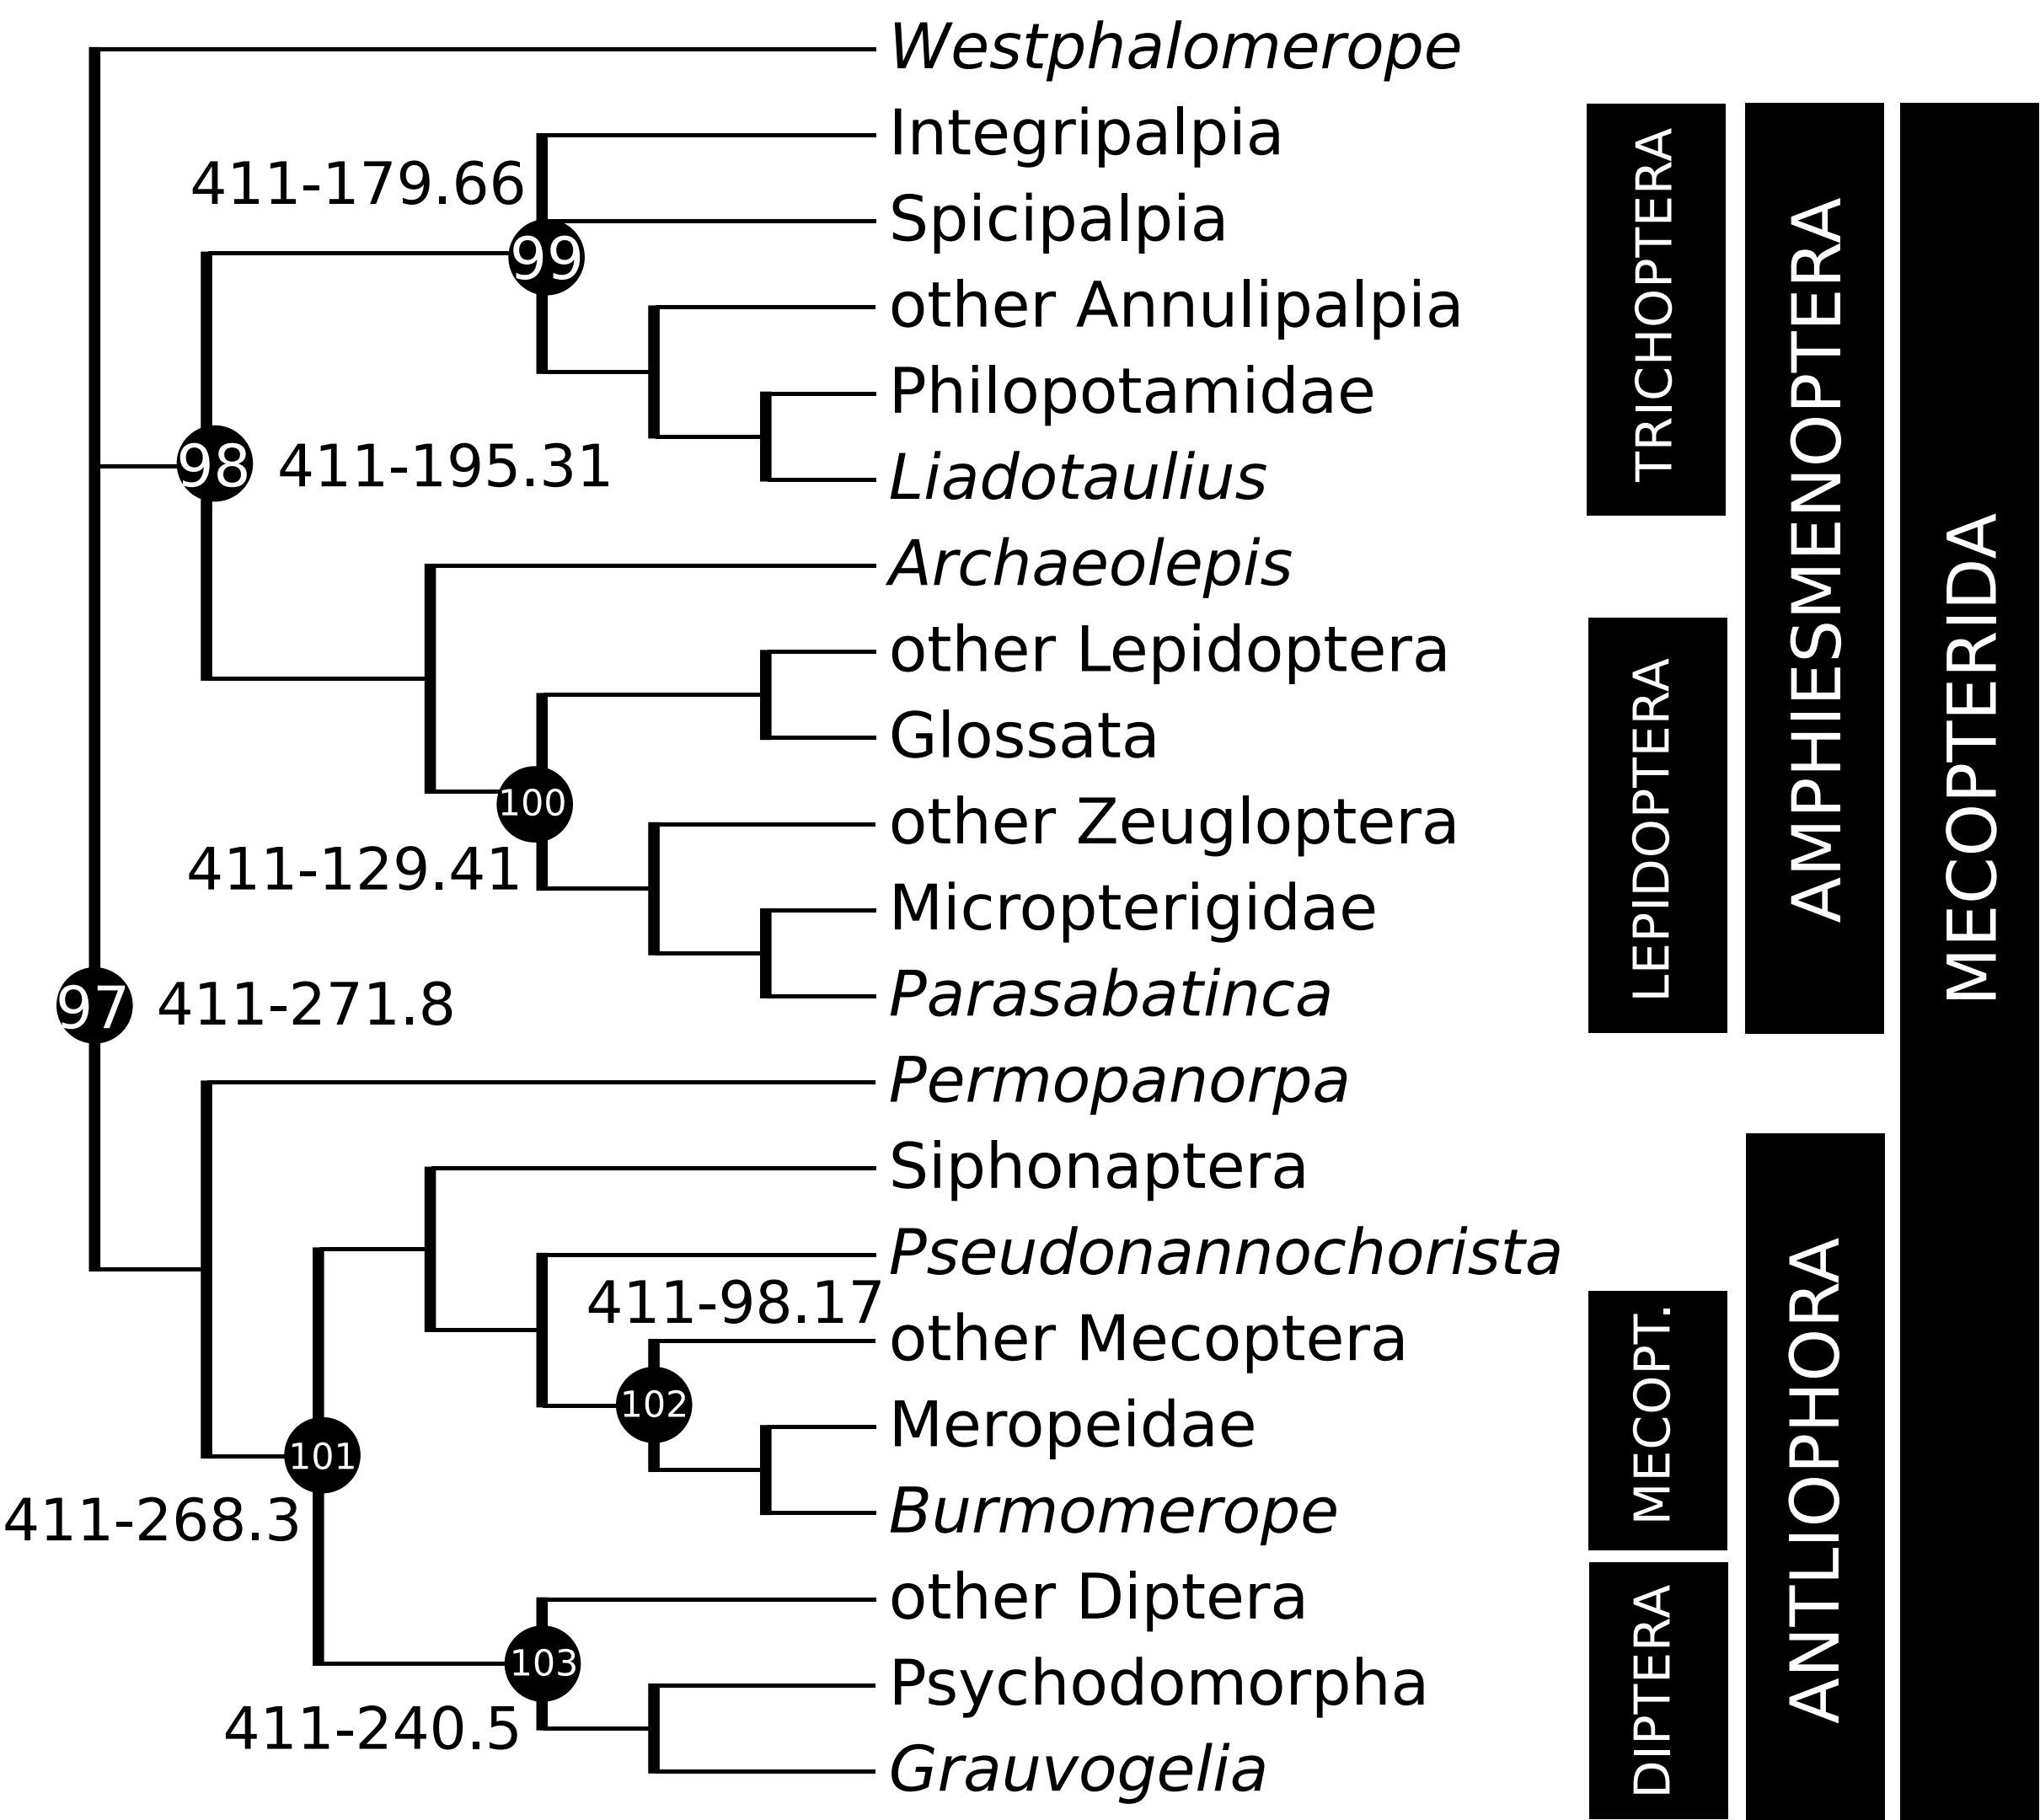 Westphalomerope
Integripalpia
411-179.66
Spicipalpia
99
other Annulipalpia
Philopotamidae
98
411-195.31
Liadotaulius
Archaeolepis
other Lepidoptera
Glossata
100
other Zeugloptera
411-129.41
Micropterigidae
97
411-271.8
Parasabatinca
Permopanorpa
Siphonaptera
Pseudonannochorista
411-98.17
other Mecoptera
102
Meropeidae
101
411-268.3
Burmomerope
other Diptera
103
Psychodomorpha
411-240.5
Grauvogelia
TRICHOPTERA
LEPIDOPTERA
MECOPT.
DIPTERA
AMPHIESMENOPTERA
ANTLIOPHORA
MECOPTERIDA